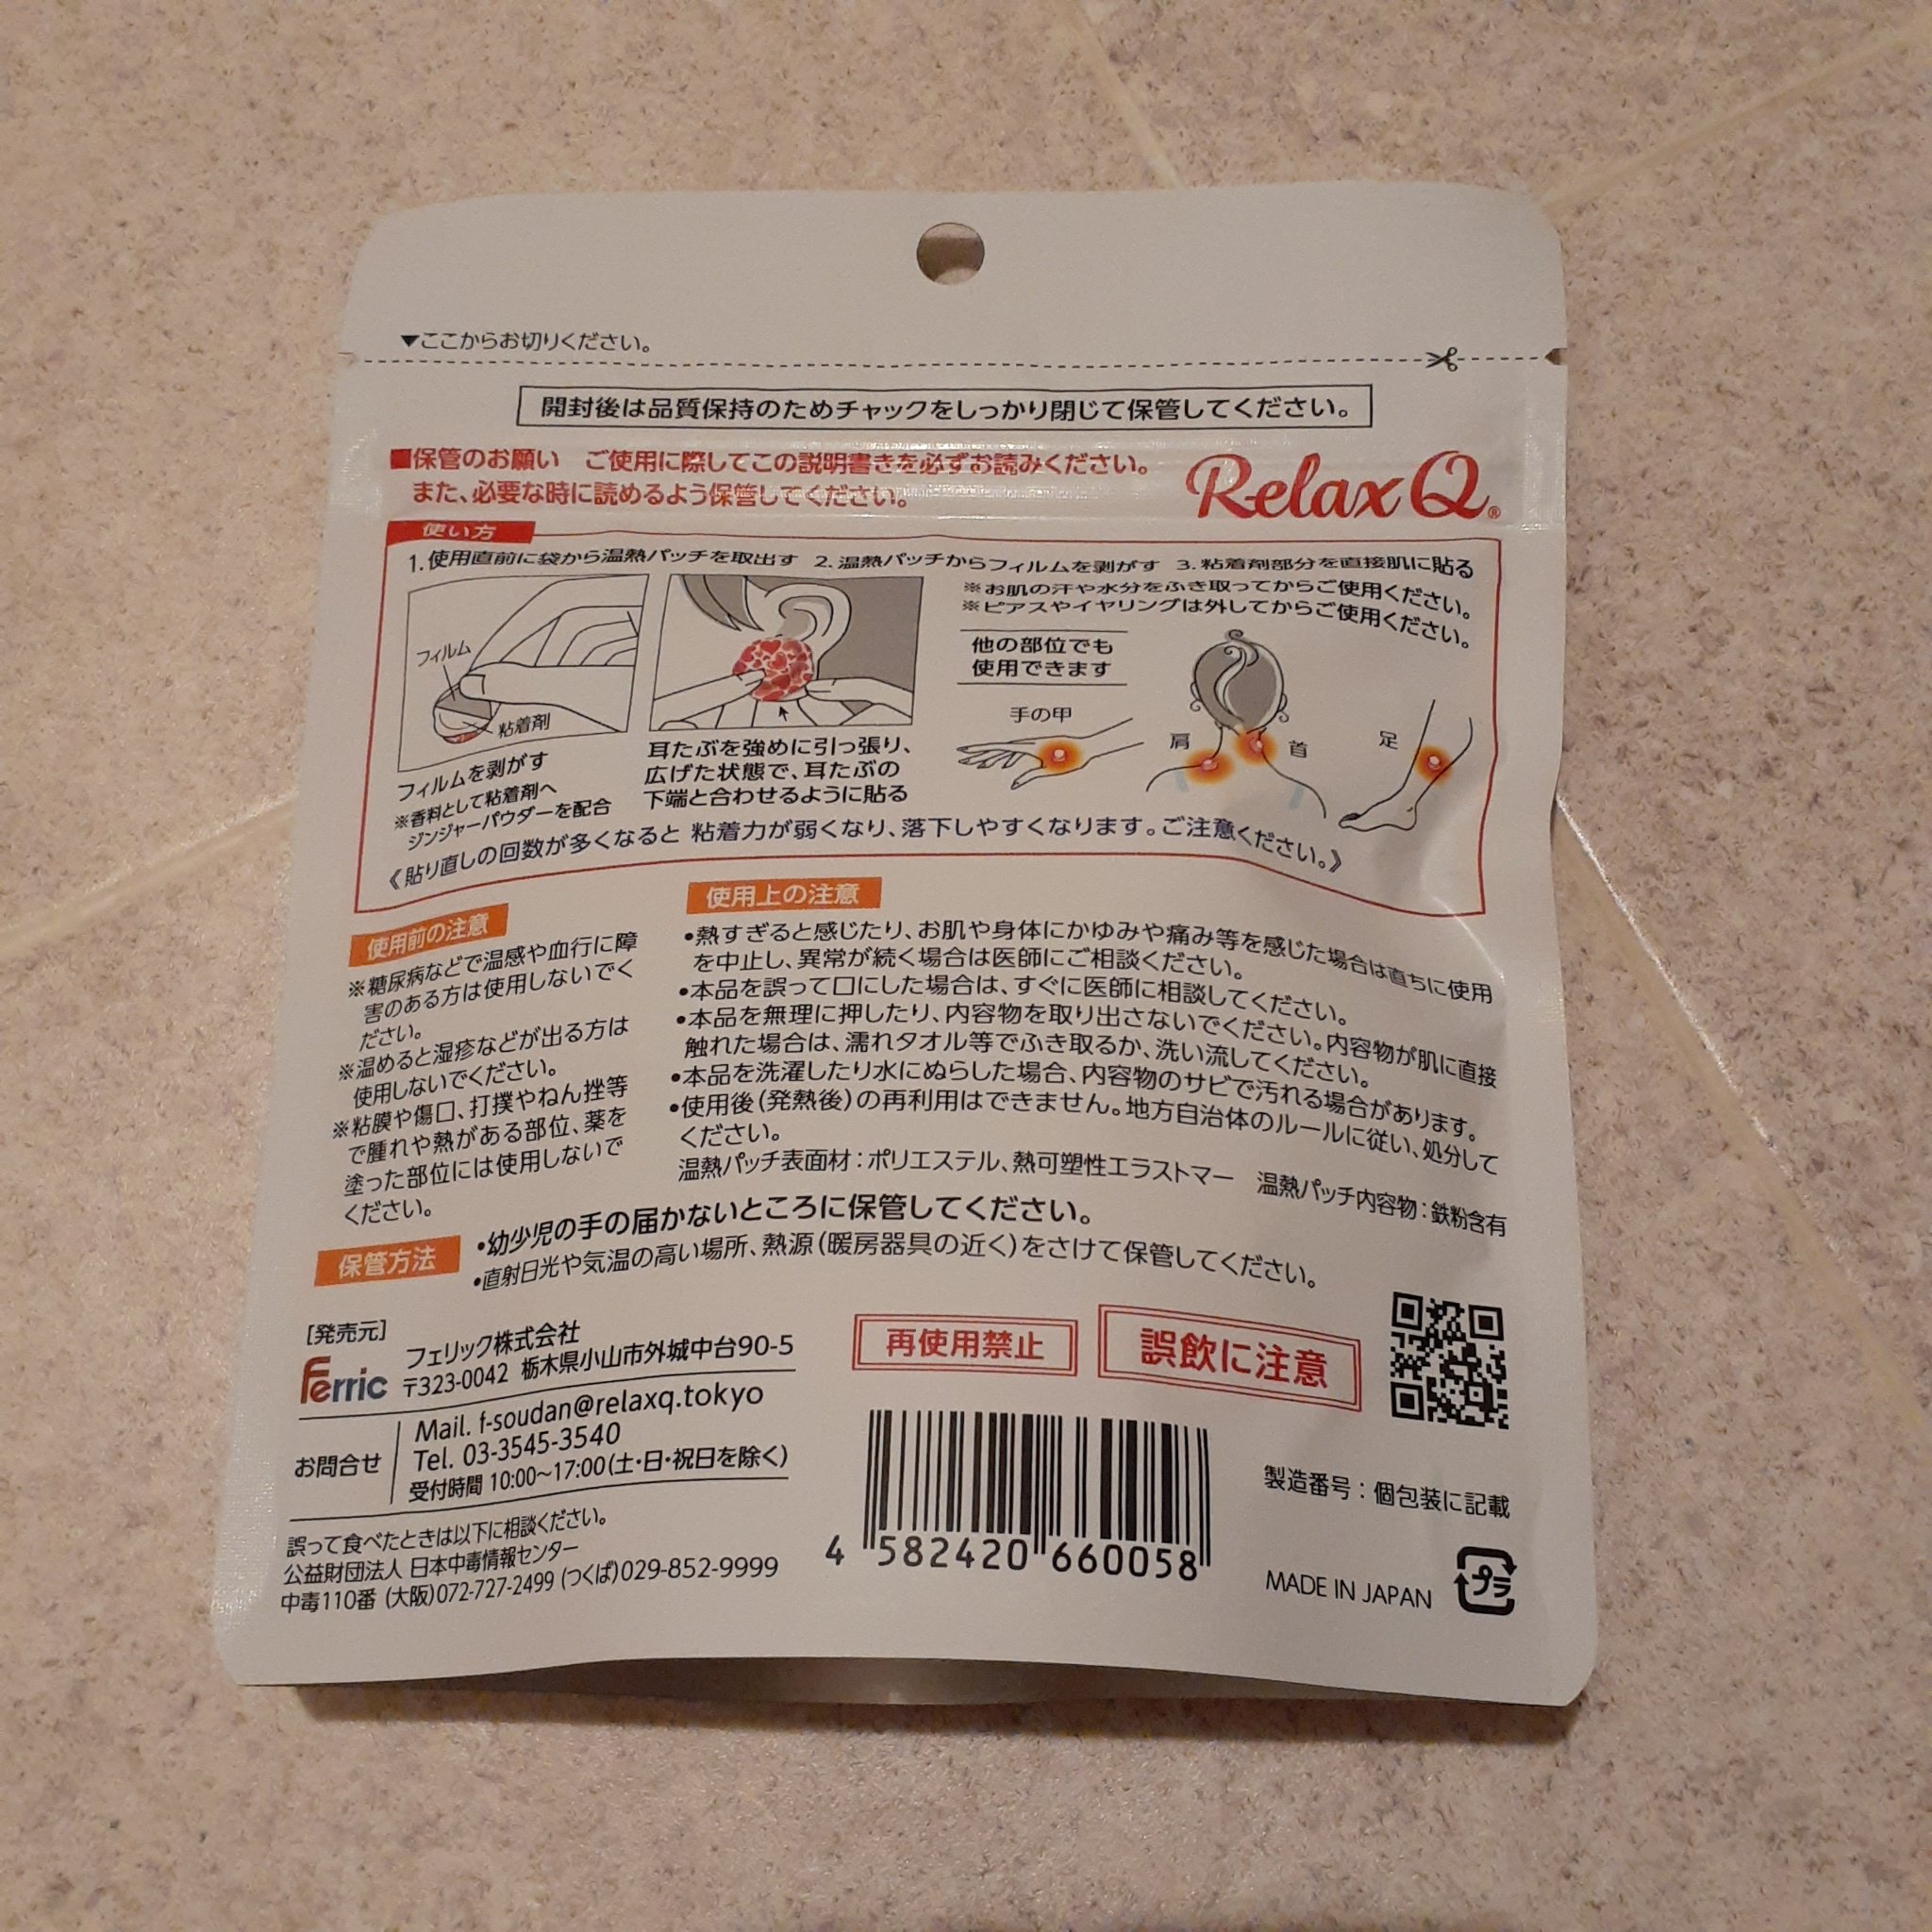 ▼ここからお切りください。
開封後は品質保持のためチャックをしっかり閉じて保管してください。
■保管のお願い　ご使用に際してこの説明書きを必ずお読みください。
また、必要な時に読めるよう保管してください。
Relax Q®
使い方
1. 使用直前に袋から温熱パッチを取出す
フィルム
粘着剤
フィルムを剥がす
※香料として粘着剤へ
ジンジャーパウダーを配合
2. 温熱パッチからフィルムを剥がす
耳たぶを強めに引っ張り、
広げた状態で、耳たぶの
下端と合わせるように貼る
3. 粘着剤部分を直接肌に貼る
※お肌の汗や水分をふき取ってからご使用ください。
※ピアスやイヤリングは外してからご使用ください。
他の部位でも
使用できます
手の甲
肩
首
足
《貼り直しの回数が多くなると 粘着力が弱くなり、落下しやすくなります。ご注意ください。》
使用前の注意
※糖尿病などで温感や血行に障
害のある方は使用しないでく
ださい。
※温めると湿疹などが出る方は
使用しないでください。
※粘膜や傷口、打撲やねん挫等
で腫れや熱がある部位、薬を
塗った部位には使用しないで
ください。
使用上の注意
•熱すぎると感じたり、お肌や身体にかゆみや痛み等を感じた場合は直ちに使用
を中止し、異常が続く場合は医師にご相談ください。
•本品を誤って口にした場合は、すぐに医師に相談してください。
•本品を無理に押したり、内容物を取り出さないでください。内容物が肌に直接
触れた場合は、濡れタオル等でふき取るか、洗い流してください。
•本品を洗濯したり水にぬらした場合、内容物のサビで汚れる場合があります。
•使用後(発熱後)の再利用はできません。地方自治体のルールに従い、処分して
ください。
温熱パッチ表面材：ポリエステル、熱可塑性エラストマー　温熱パッチ内容物：鉄粉含有
保管方法
•幼少児の手の届かないところに保管してください。
•直射日光や気温の高い場所、熱源(暖房器具の近く)をさけて保管してください。
[発売元]
Ferric
フェリック株式会社
〒323-0042 栃木県小山市外城中台90-5
お問合せ
Mail. f-soudan@relaxq.tokyo
Tel. 03-3545-3540
受付時間 10:00～17:00(土・日・祝日を除く)
誤って食べたときは以下に相談ください。
公益財団法人 日本中毒情報センター
中毒110番 (大阪)072-727-2499 (つくば)029-852-9999
再使用禁止
誤飲に注意
4 582420 660058
製造番号：個包装に記載
MADE IN JAPAN
プラ